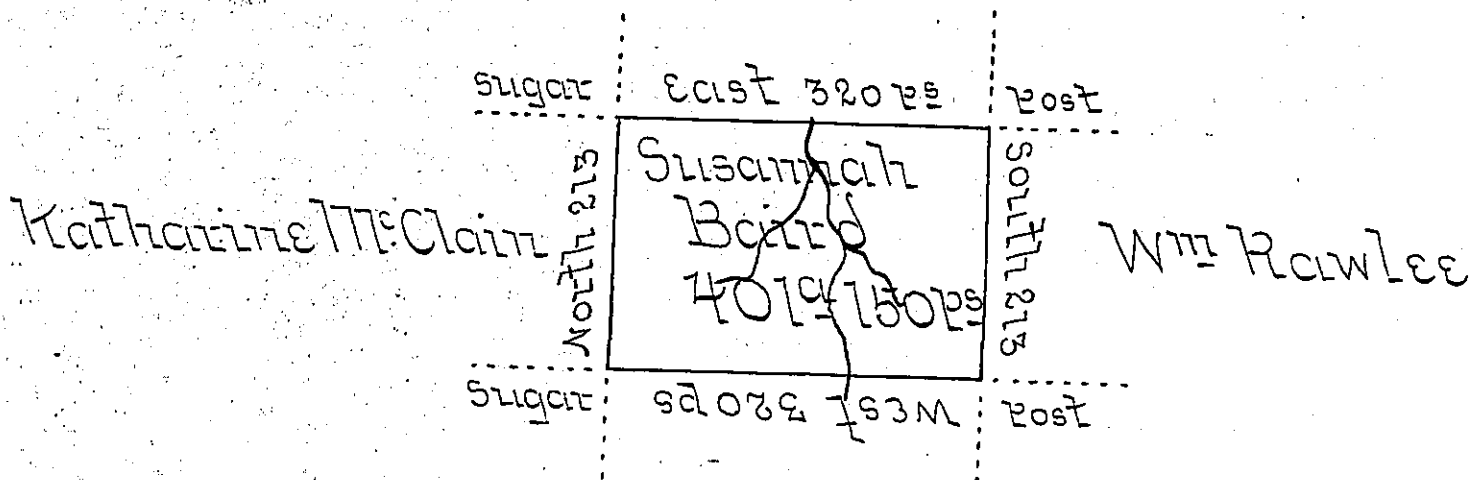 sugar East 320 ps post
North 213
Susannah
Baird
401a 150ps
South 213
Katharine McClain
Wm Rawlee
sugar West 320 ps post